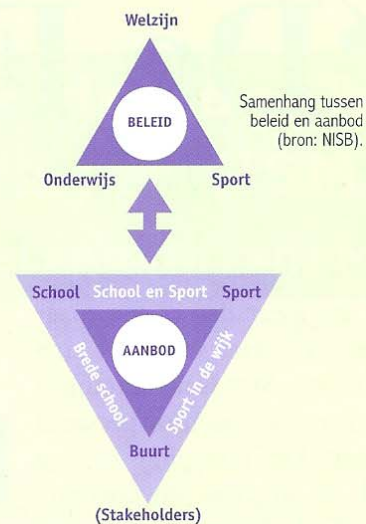 Welzijn
BELEID
Samenhang tussen
beleid en aanbod
(bron: NISB).
Onderwijs
Sport
School
School en Sport
Sport
AANBOD
Brede school
Sport in de wijk
Buurt
(Stakeholders)